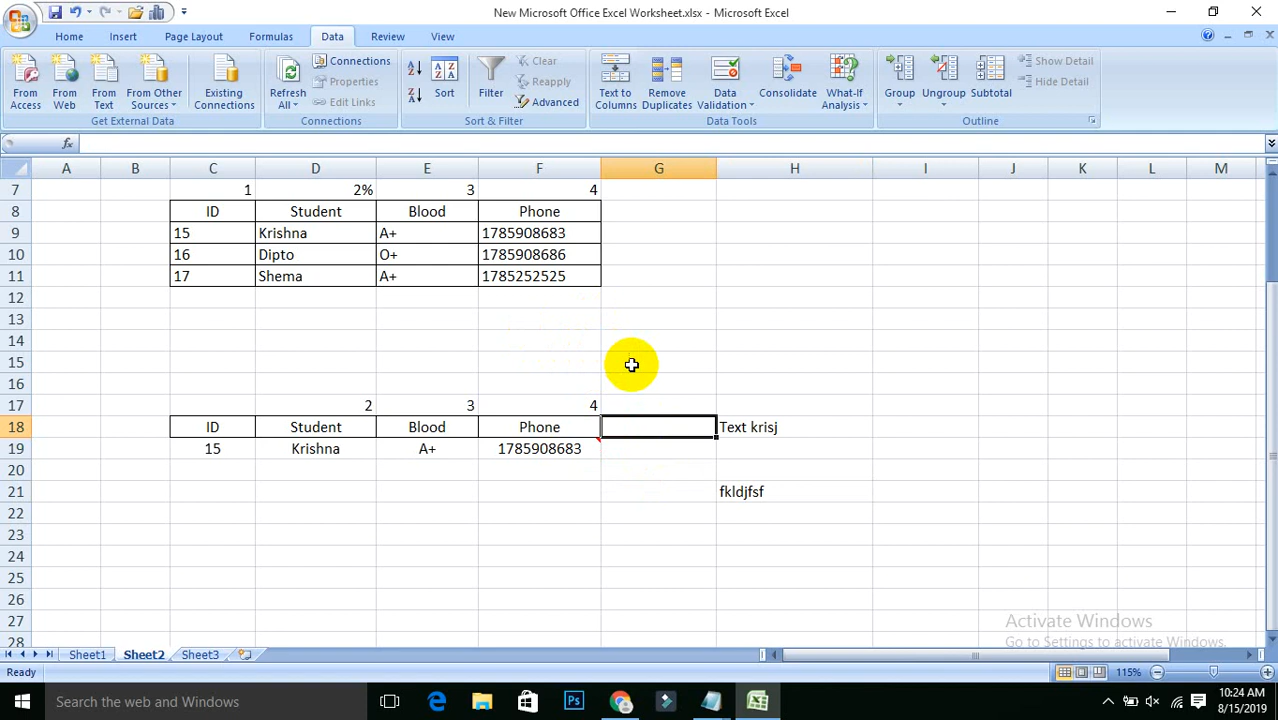 New Microsoft Office Excel Worksheet.xlsx - Microsoft Excel
Home Insert Page Layout Formulas Data Review View
From Access
From Web
From Text
From Other Sources
Existing Connections
Get External Data
Refresh All
Connections
Properties
Edit Links
Connections
Sort
Filter
Clear
Reapply
Advanced
Sort & Filter
Text to Columns
Remove Duplicates
Data Validation
Consolidate
What-If Analysis
Data Tools
Group
Ungroup
Subtotal
Show Detail
Hide Detail
Outline
fx
A B C D E F G H I J K L M
7 1 2% 3 4
8 ID Student Blood Phone
9 15 Krishna A+ 1785908683
10 16 Dipto O+ 1785908686
11 17 Shema A+ 1785252525
12
13
14
15
16
17 2 3 4
18 ID Student Blood Phone Text krisj
19 15 Krishna A+ 1785908683
20
21 fkldjfsf
22
23
24
25
26
27
28
Activate Windows
Go to Settings to activate Windows.
Sheet1 Sheet2 Sheet3
Ready 115%
Search the web and Windows
Ps
10:24 AM
8/15/2019